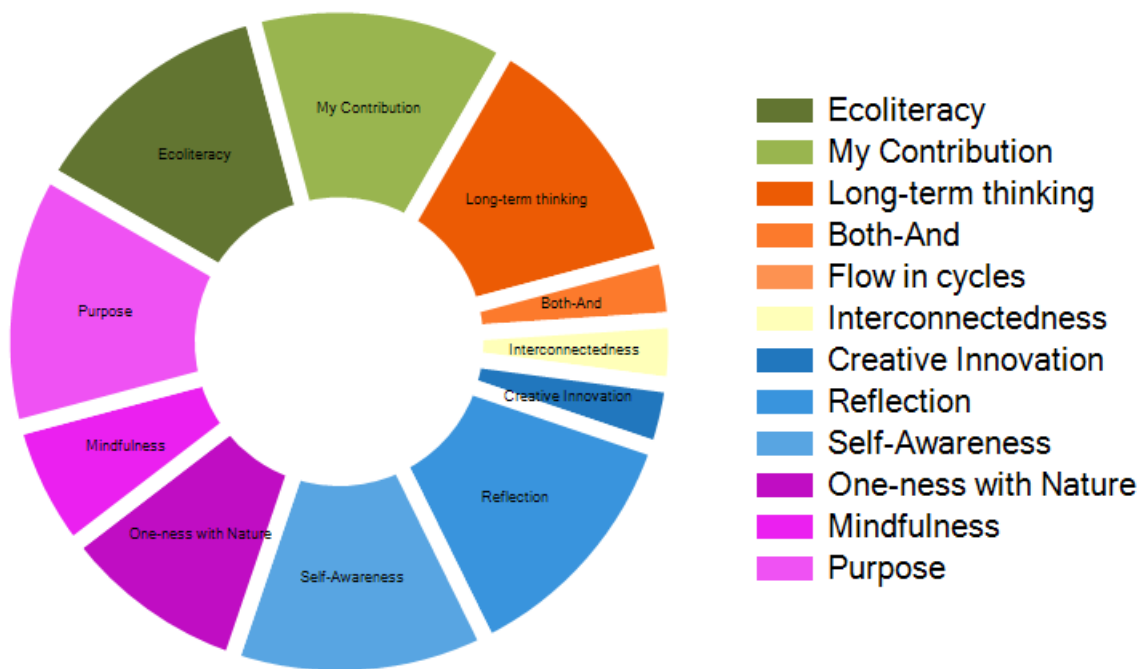 My Contribution
Ecoliteracy
Long-term thinking
Purpose
Both-And
Interconnectedness
Creative Innovation
Mindfulness
Reflection
One-ness with Nature
Self-Awareness
Ecoliteracy
My Contribution
Long-term thinking
Both-And
Flow in cycles
Interconnectedness
Creative Innovation
Reflection
Self-Awareness
One-ness with Nature
Mindfulness
Purpose